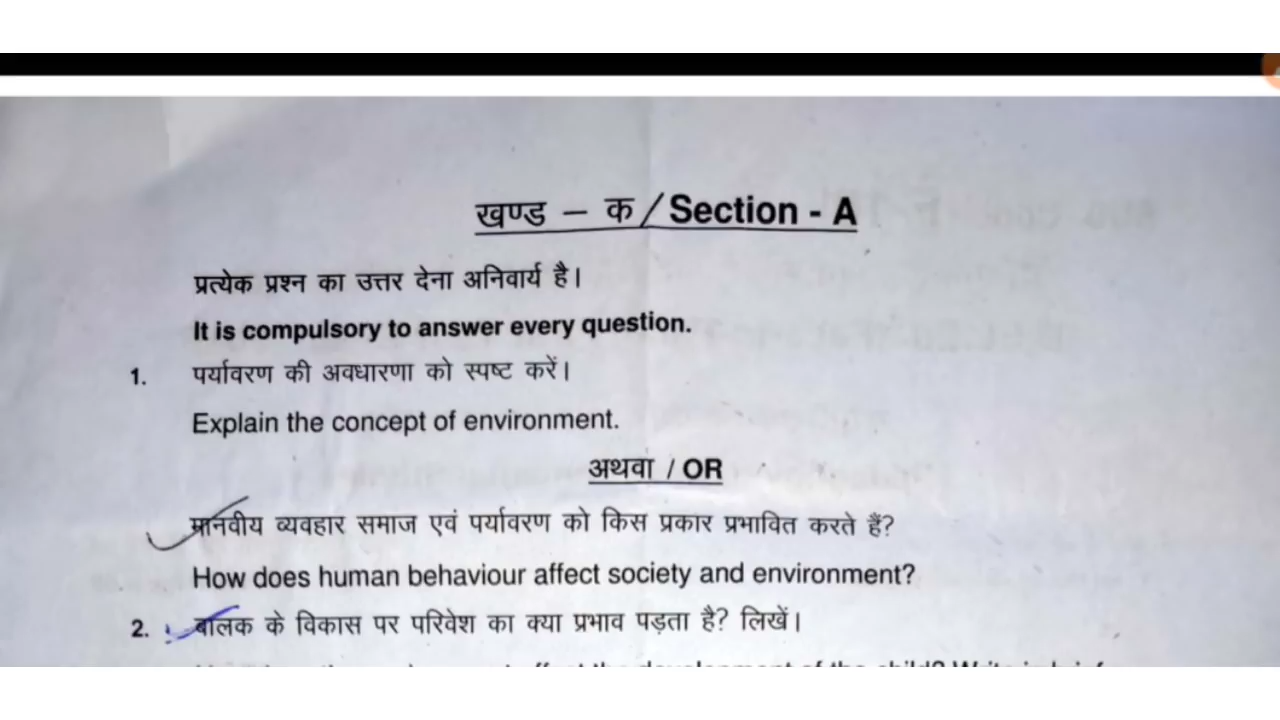 खण्ड – क / Section - A
प्रत्येक प्रश्न का उत्तर देना अनिवार्य है।
It is compulsory to answer every question.
1. पर्यावरण की अवधारणा को स्पष्ट करें।
Explain the concept of environment.
अथवा / OR
मानवीय व्यवहार समाज एवं पर्यावरण को किस प्रकार प्रभावित करते हैं?
How does human behaviour affect society and environment?
2. बालक के विकास पर परिवेश का क्या प्रभाव पड़ता है? लिखें।